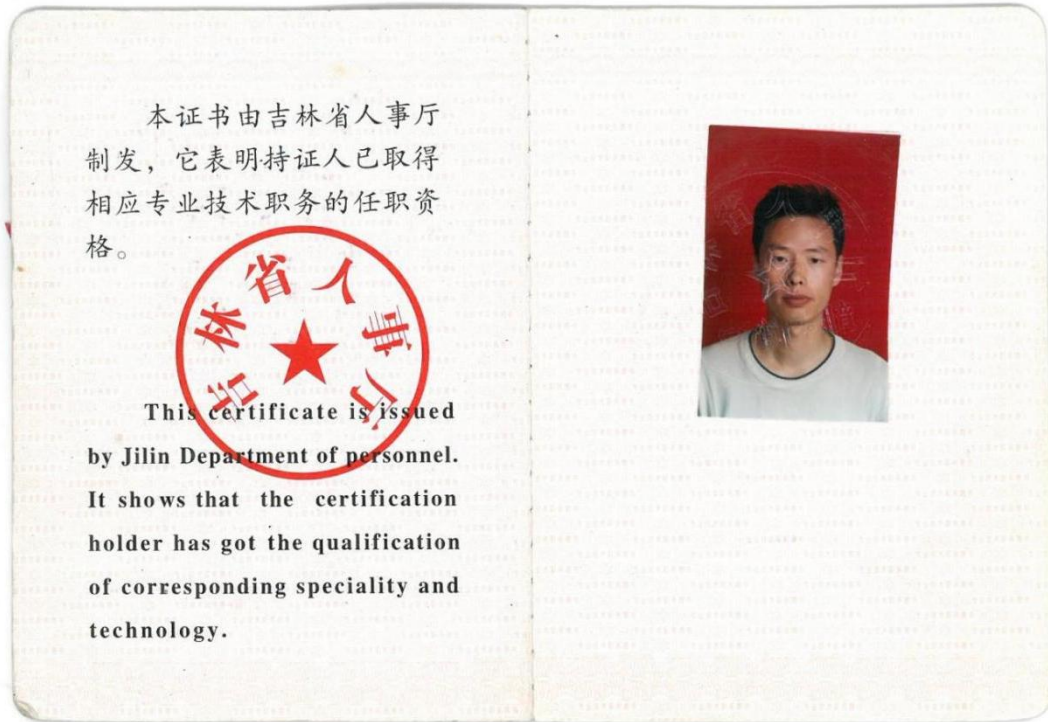 本证书由吉林省人事厅
制发，它表明持证人已取得
相应专业技术职务的任职资
格。
吉林省人事厅
This certificate is issued
by Jilin Department of personnel.
It shows that the certification
holder has got the qualification
of corresponding speciality and
technology.